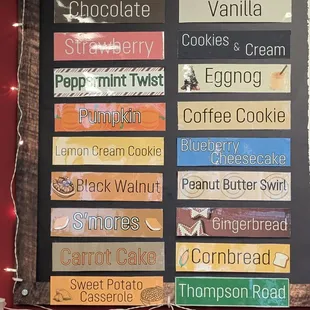 Chocolate
Vanilla
Strawberry
Cookies & Cream
Peppermint Twist
Eggnog
Pumpkin
Coffee Cookie
Lemon Cream Cookie
Blueberry
Cheesecake
Black Walnut
Peanut Butter Swirl
S'mores
Gingerbread
Carrot Cake
Cornbread
Sweet Potato
Casserole
Thompson Road